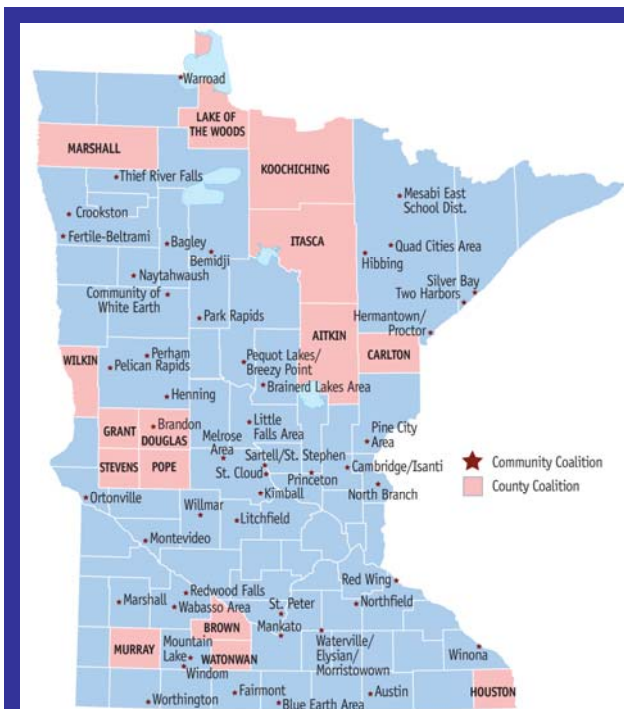 Warroad
LAKE OF
THE WOODS
MARSHALL
KOOCHICHING
Thief River Falls
Mesabi East
School Dist.
Crookston
Fertile-Beltrami
Bagley
Bemidji
ITASCA
Quad Cities Area
Hibbing
Naytahwaush
Silver Bay
Two Harbors
Community of
White Earth
Park Rapids
Hermantown/
Proctor
AITKIN
CARLTON
WILKIN
Perham
Pelican Rapids
Pequot Lakes/
Breezy Point
Brainerd Lakes Area
Henning
GRANT
Brandon
DOUGLAS
Little
Falls Area
Melrose
Area
Pine City
Area
STEVENS
POPE
Sartell/St. Stephen
St. Cloud
Princeton
Cambridge/Isanti
Community Coalition
County Coalition
Ortonville
Kimball
North Branch
Willmar
Litchfield
Montevideo
Red Wing
Marshall
Redwood Falls
Wabasso Area
St. Peter
Northfield
BROWN
Mankato
MURRAY
Mountain
Lake
WATONWAN
Waterville/
Elysian/
Morristowown
Winona
Windom
HOUSTON
Worthington
Fairmont
Blue Earth Area
Austin